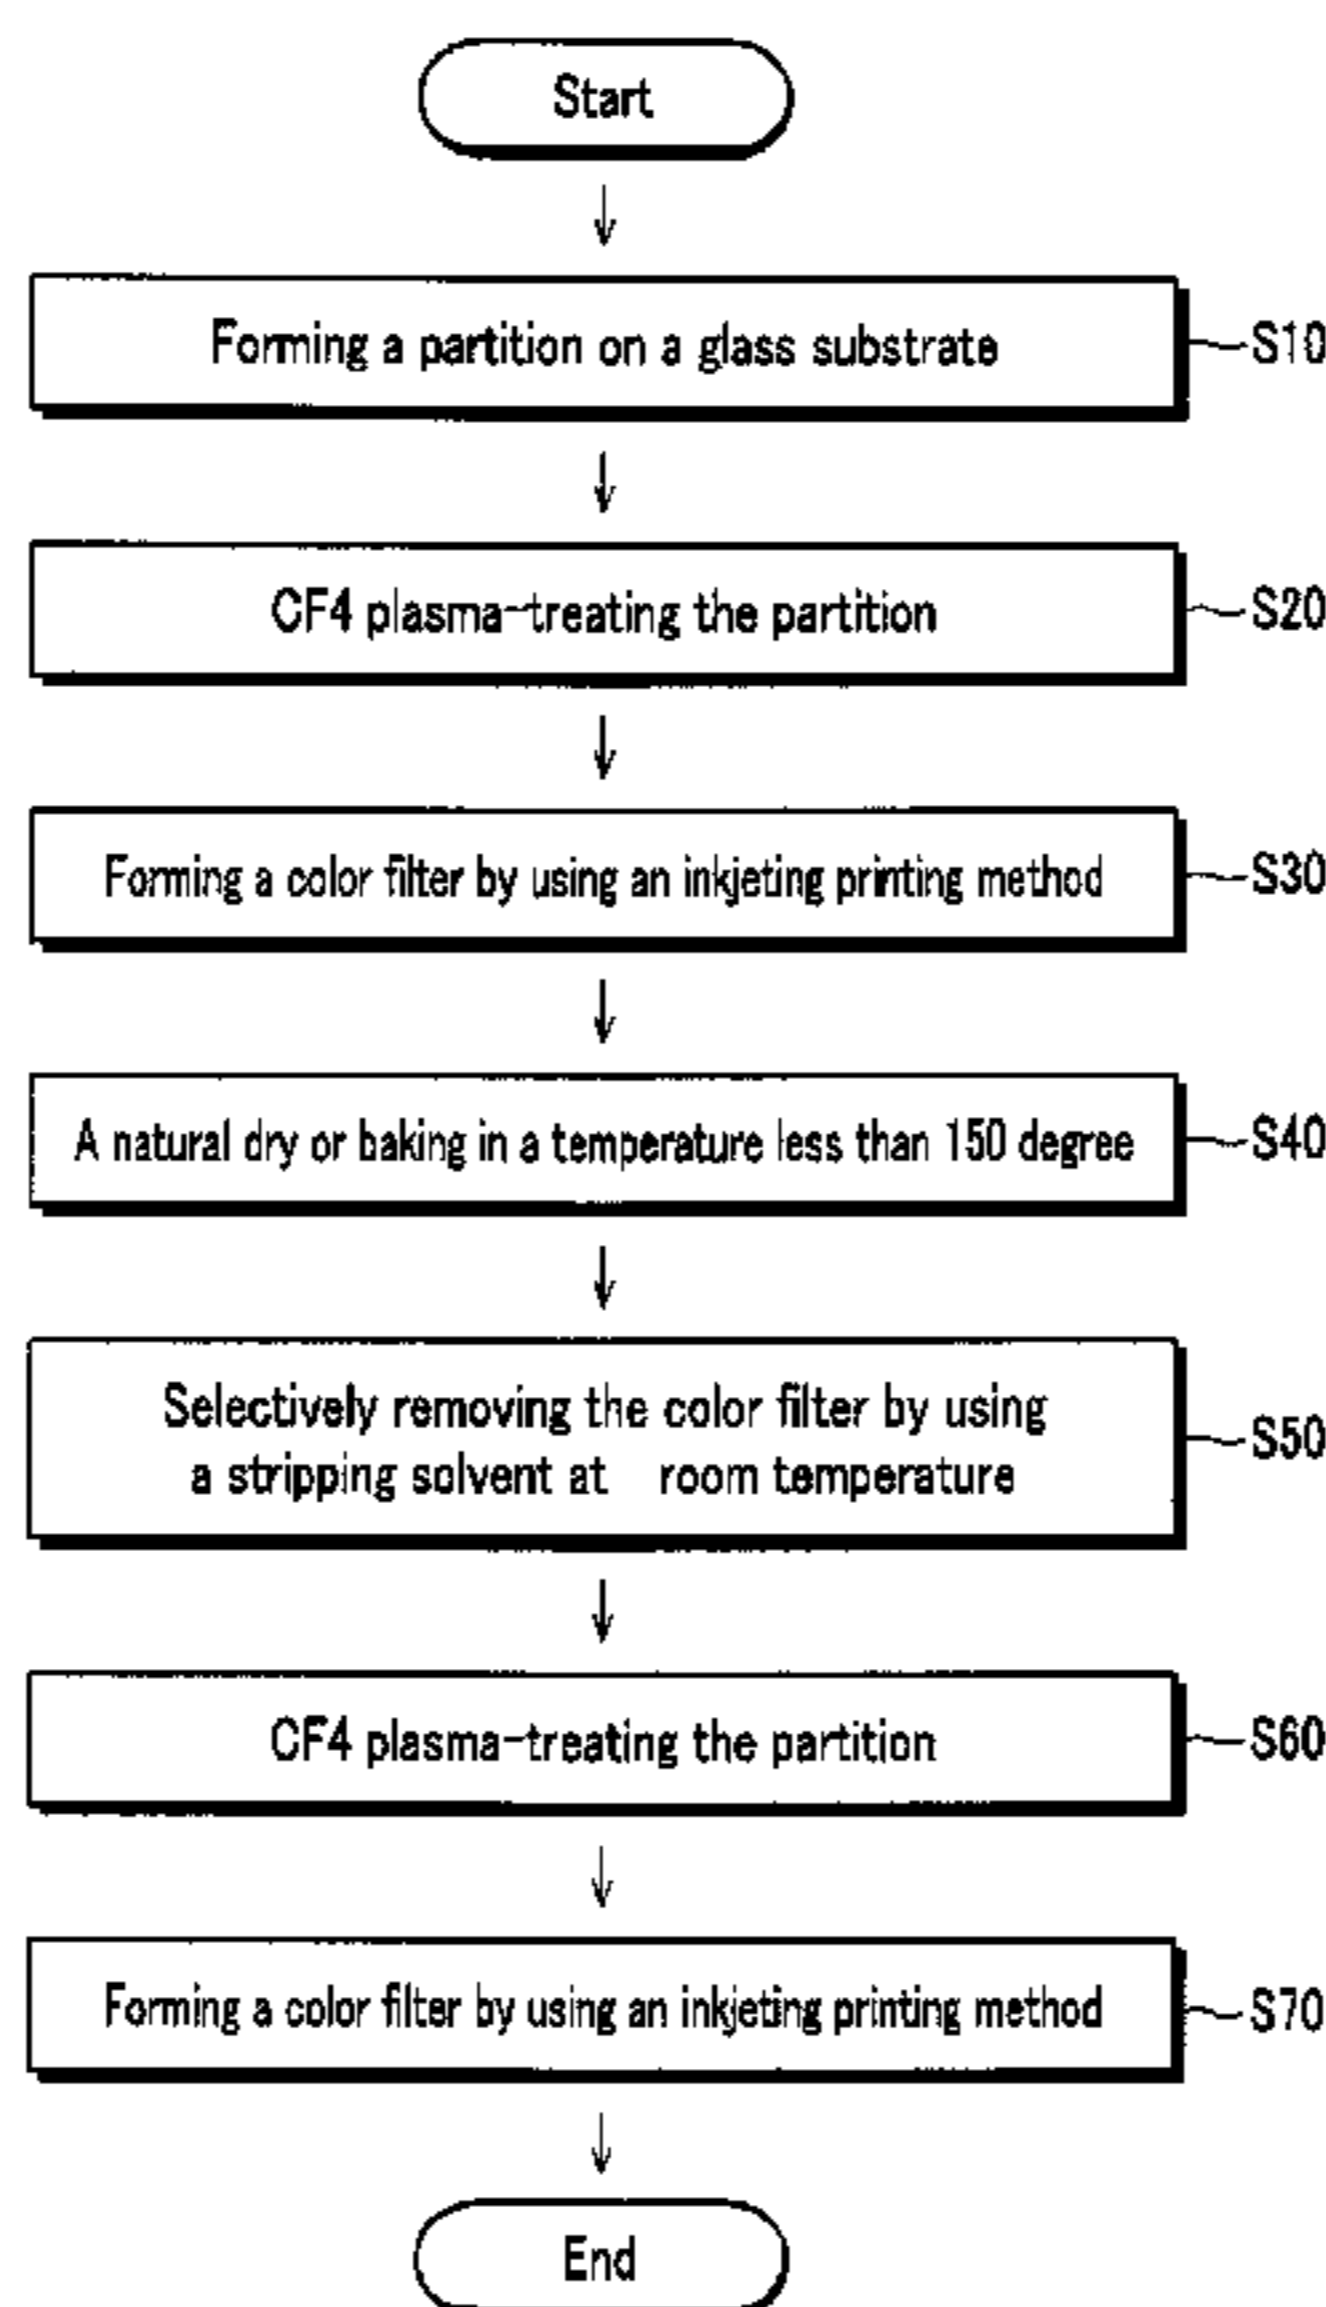 Start
Forming a partition on a glass substrate
S10
CF4 plasma-treating the partition
S20
Forming a color filter by using an inkjeting printing method
S30
A natural dry or baking in a temperature less than 150 degree
S40
Selectively removing the color filter by using
a stripping solvent at room temperature
S50
CF4 plasma-treating the partition
S60
Forming a color filter by using an inkjeting printing method
S70
End